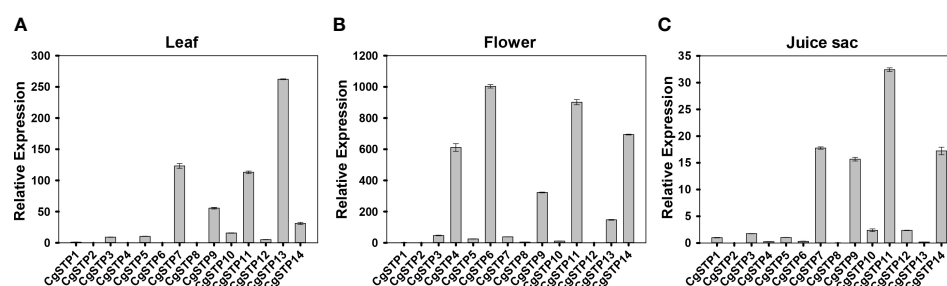 A
Leaf
Relative Expression
300
250
200
150
100
50
0
CgSTP1
CgSTP2
CgSTP3
CgSTP4
CgSTP5
CgSTP6
CgSTP7
CgSTP8
CgSTP9
CgSTP10
CgSTP11
CgSTP12
CgSTP13
CgSTP14
B
Flower
Relative Expression
1200
1000
800
600
400
200
0
CgSTP1
CgSTP2
CgSTP3
CgSTP4
CgSTP5
CgSTP6
CgSTP7
CgSTP8
CgSTP9
CgSTP10
CgSTP11
CgSTP12
CgSTP13
CgSTP14
C
Juice sac
Relative Expression
35
30
25
20
15
10
5
0
CgSTP1
CgSTP2
CgSTP3
CgSTP4
CgSTP5
CgSTP6
CgSTP7
CgSTP8
CgSTP9
CgSTP10
CgSTP11
CgSTP12
CgSTP13
CgSTP14